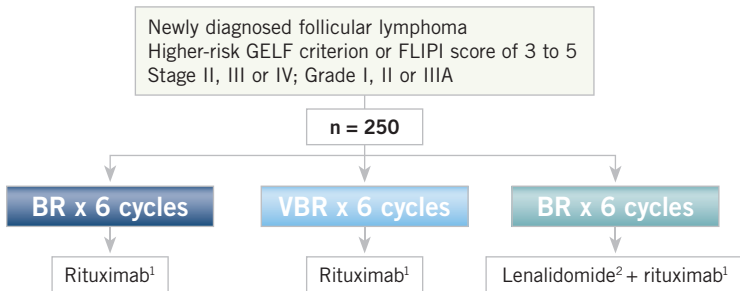 Newly diagnosed follicular lymphoma
Higher-risk GELF criterion or FLIPI score of 3 to 5
Stage II, III or IV; Grade I, II or IIIA
n = 250
BR x 6 cycles
VBR x 6 cycles
BR x 6 cycles
Rituximab¹
Rituximab¹
Lenalidomide² + rituximab¹